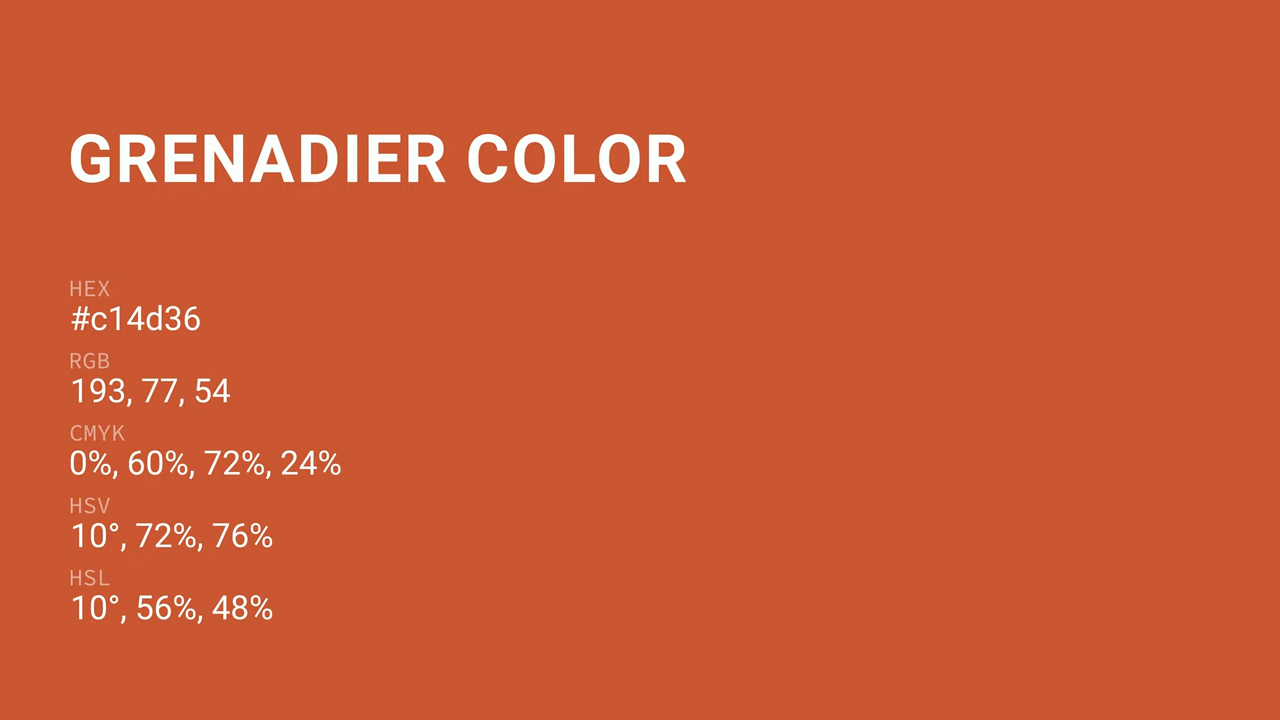 GRENADIER COLOR
HEX
#c14d36
RGB
193, 77, 54
CMYK
0%, 60%, 72%, 24%
HSV
10°, 72%, 76%
HSL
10°, 56%, 48%